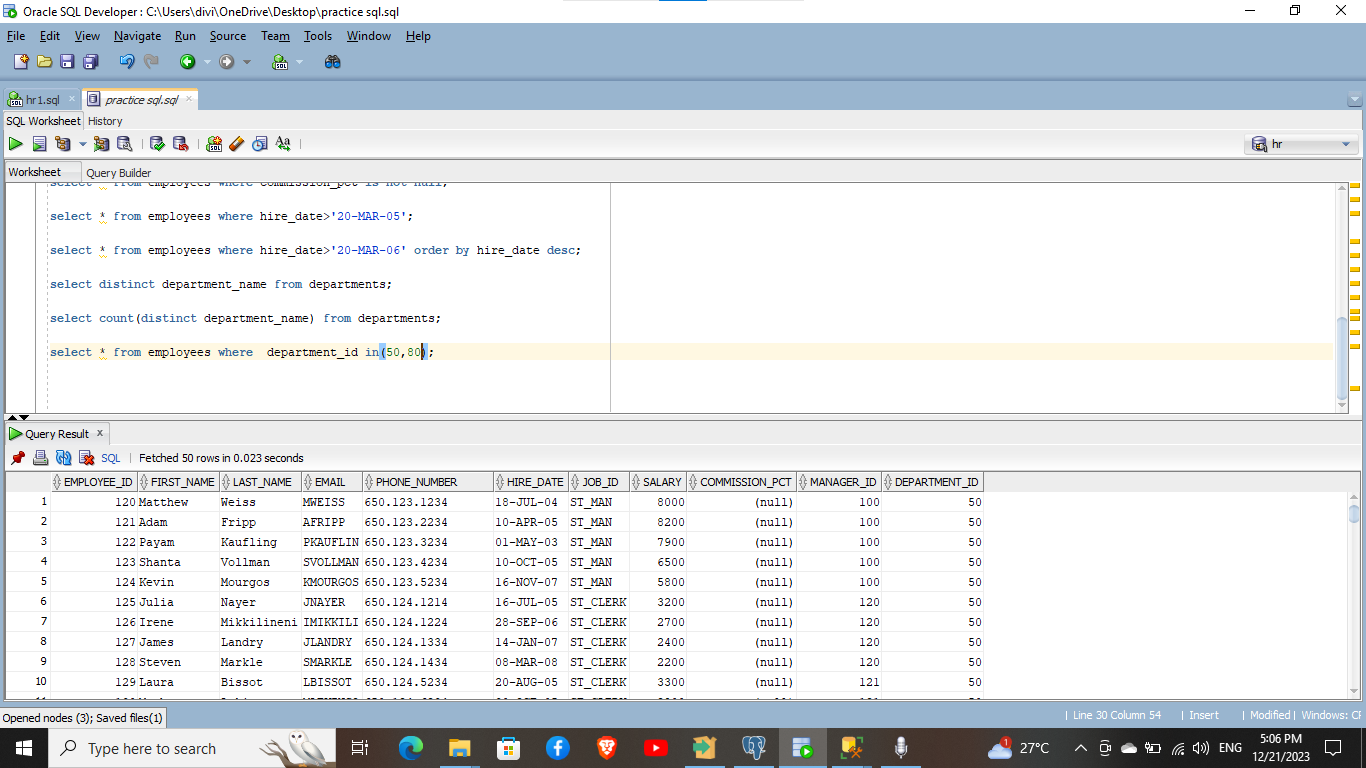 Oracle SQL Developer : C:\Users\divi\OneDrive\Desktop\practice sql.sql
File Edit View Navigate Run Source Team Tools Window Help
hr1.sql practice sql.sql
SQL Worksheet History
hr
Worksheet Query Builder
select * from employees where commission_pct is not null;
select * from employees where hire_date>'20-MAR-05';
select * from employees where hire_date>'20-MAR-06' order by hire_date desc;
select distinct department_name from departments;
select count(distinct department_name) from departments;
select * from employees where  department_id in(50,80);
Query Result x
SQL | Fetched 50 rows in 0.023 seconds
EMPLOYEE_ID FIRST_NAME LAST_NAME EMAIL PHONE_NUMBER HIRE_DATE JOB_ID SALARY COMMISSION_PCT MANAGER_ID DEPARTMENT_ID
1 120 Matthew Weiss MWEISS 650.123.1234 18-JUL-04 ST_MAN 8000 (null) 100 50
2 121 Adam Fripp AFRIPP 650.123.2234 10-APR-05 ST_MAN 8200 (null) 100 50
3 122 Payam Kaufling PKAUFLIN 650.123.3234 01-MAY-03 ST_MAN 7900 (null) 100 50
4 123 Shanta Vollman SVOLLMAN 650.123.4234 10-OCT-05 ST_MAN 6500 (null) 100 50
5 124 Kevin Mourgos KMOURGOS 650.123.5234 16-NOV-07 ST_MAN 5800 (null) 100 50
6 125 Julia Nayer JNAYER 650.124.1214 16-JUL-05 ST_CLERK 3200 (null) 120 50
7 126 Irene Mikkilineni IMIKKILI 650.124.1224 28-SEP-06 ST_CLERK 2700 (null) 120 50
8 127 James Landry JLANDRY 650.124.1334 14-JAN-07 ST_CLERK 2400 (null) 120 50
9 128 Steven Markle SMARKLE 650.124.1434 08-MAR-08 ST_CLERK 2200 (null) 120 50
10 129 Laura Bissot LBISSOT 650.124.5234 20-AUG-05 ST_CLERK 3300 (null) 121 50
Opened nodes (3); Saved files(1) | Line 30 Column 54 | Insert | Modified | Windows: CF
Type here to search 1 27°C ENG 5:06 PM
12/21/2023